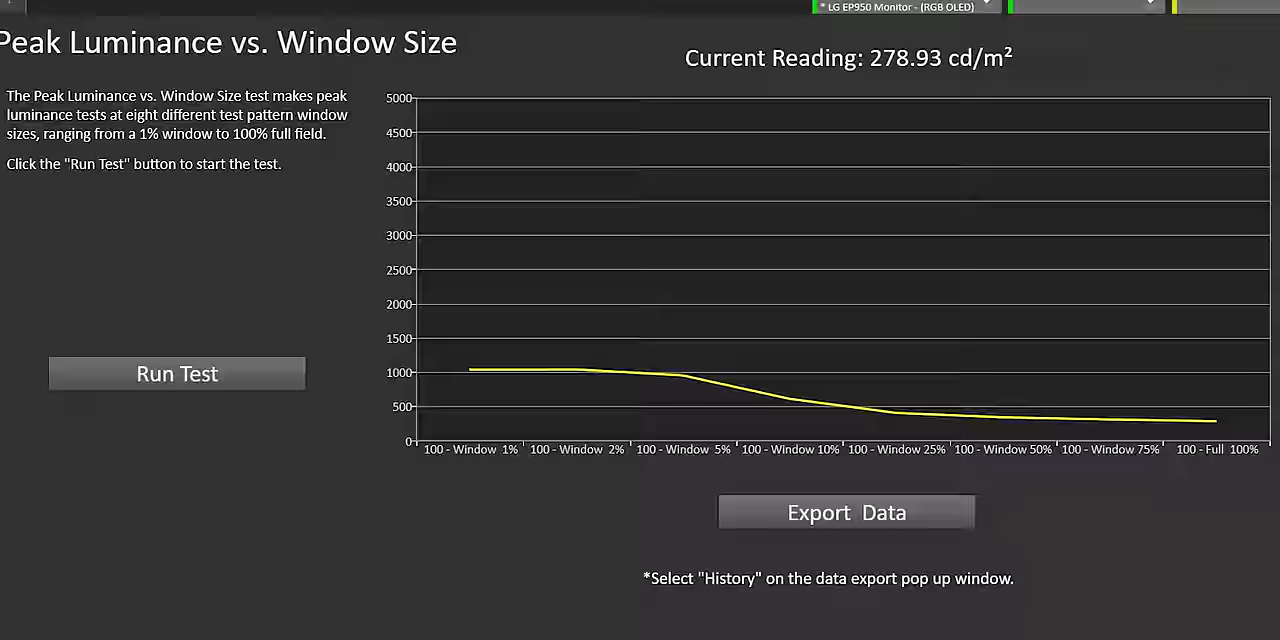 * LG EP950 Monitor - (RGB OLED)
Peak Luminance vs. Window Size
Current Reading: 278.93 cd/m²
The Peak Luminance vs. Window Size test makes peak
luminance tests at eight different test pattern window
sizes, ranging from a 1% window to 100% full field.
Click the "Run Test" button to start the test.
5000
4500
4000
3500
3000
2500
2000
1500
1000
500
0
100 - Window 1% 100 - Window 2% 100 - Window 5% 100 - Window 10% 100 - Window 25% 100 - Window 50% 100 - Window 75% 100 - Full 100%
Run Test
Export Data
*Select "History" on the data export pop up window.